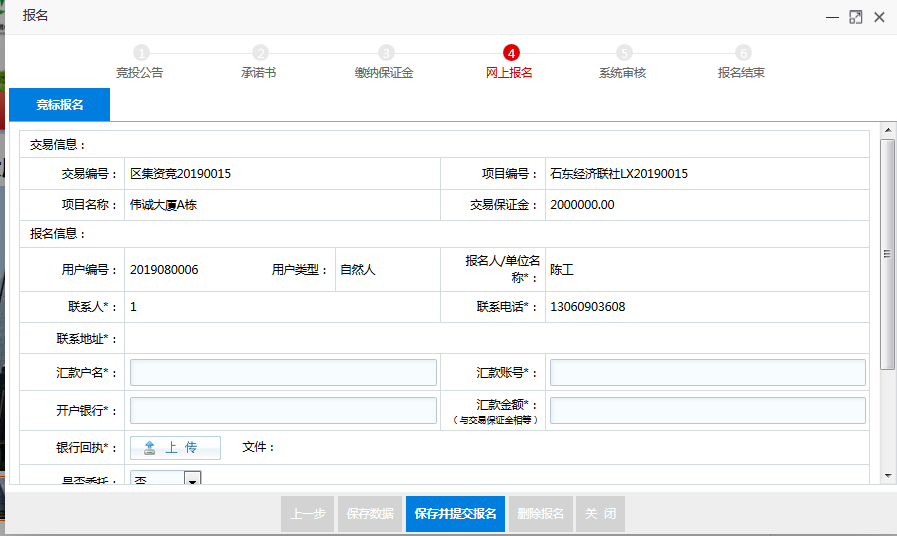 报名
1 2 3 4 5 6
竞投公告 承诺书 缴纳保证金 网上报名 系统审核 报名结束
竞标报名
交易信息：
交易编号： 区集资竞20190015 项目编号： 石东经济联社LX20190015
项目名称： 伟诚大厦A栋 交易保证金： 2000000.00
报名信息：
用户编号： 2019080006 用户类型： 自然人 报名人/单位名
称*： 陈工
联系人*： 1 联系电话*： 13060903608
联系地址*：
汇款户名*： 汇款账号*：
开户银行*： 汇款金额*：
（与交易保证金相等）
银行回执*： 上 传 文件：
是否委托： 否
上一步 保存数据 保存并提交报名 删除报名 关 闭